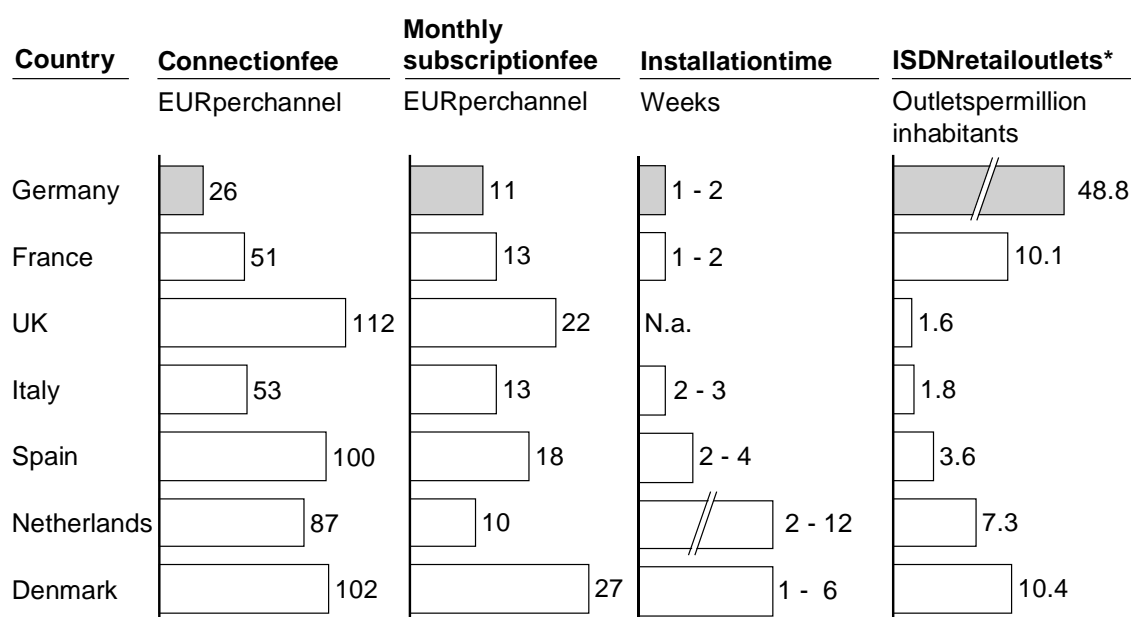 Country
Connectionfee
Monthly
subscriptionfee
Installationtime
ISDNretailoutlets*
EURperchannel
EURperchannel
Weeks
Outletspermillion
inhabitants
Germany 26 11 1 - 2 48.8
France 51 13 1 - 2 10.1
UK 112 22 N.a. 1.6
Italy 53 13 2 - 3 1.8
Spain 100 18 2 - 4 3.6
Netherlands 87 10 2 - 12 7.3
Denmark 102 27 1 - 6 10.4